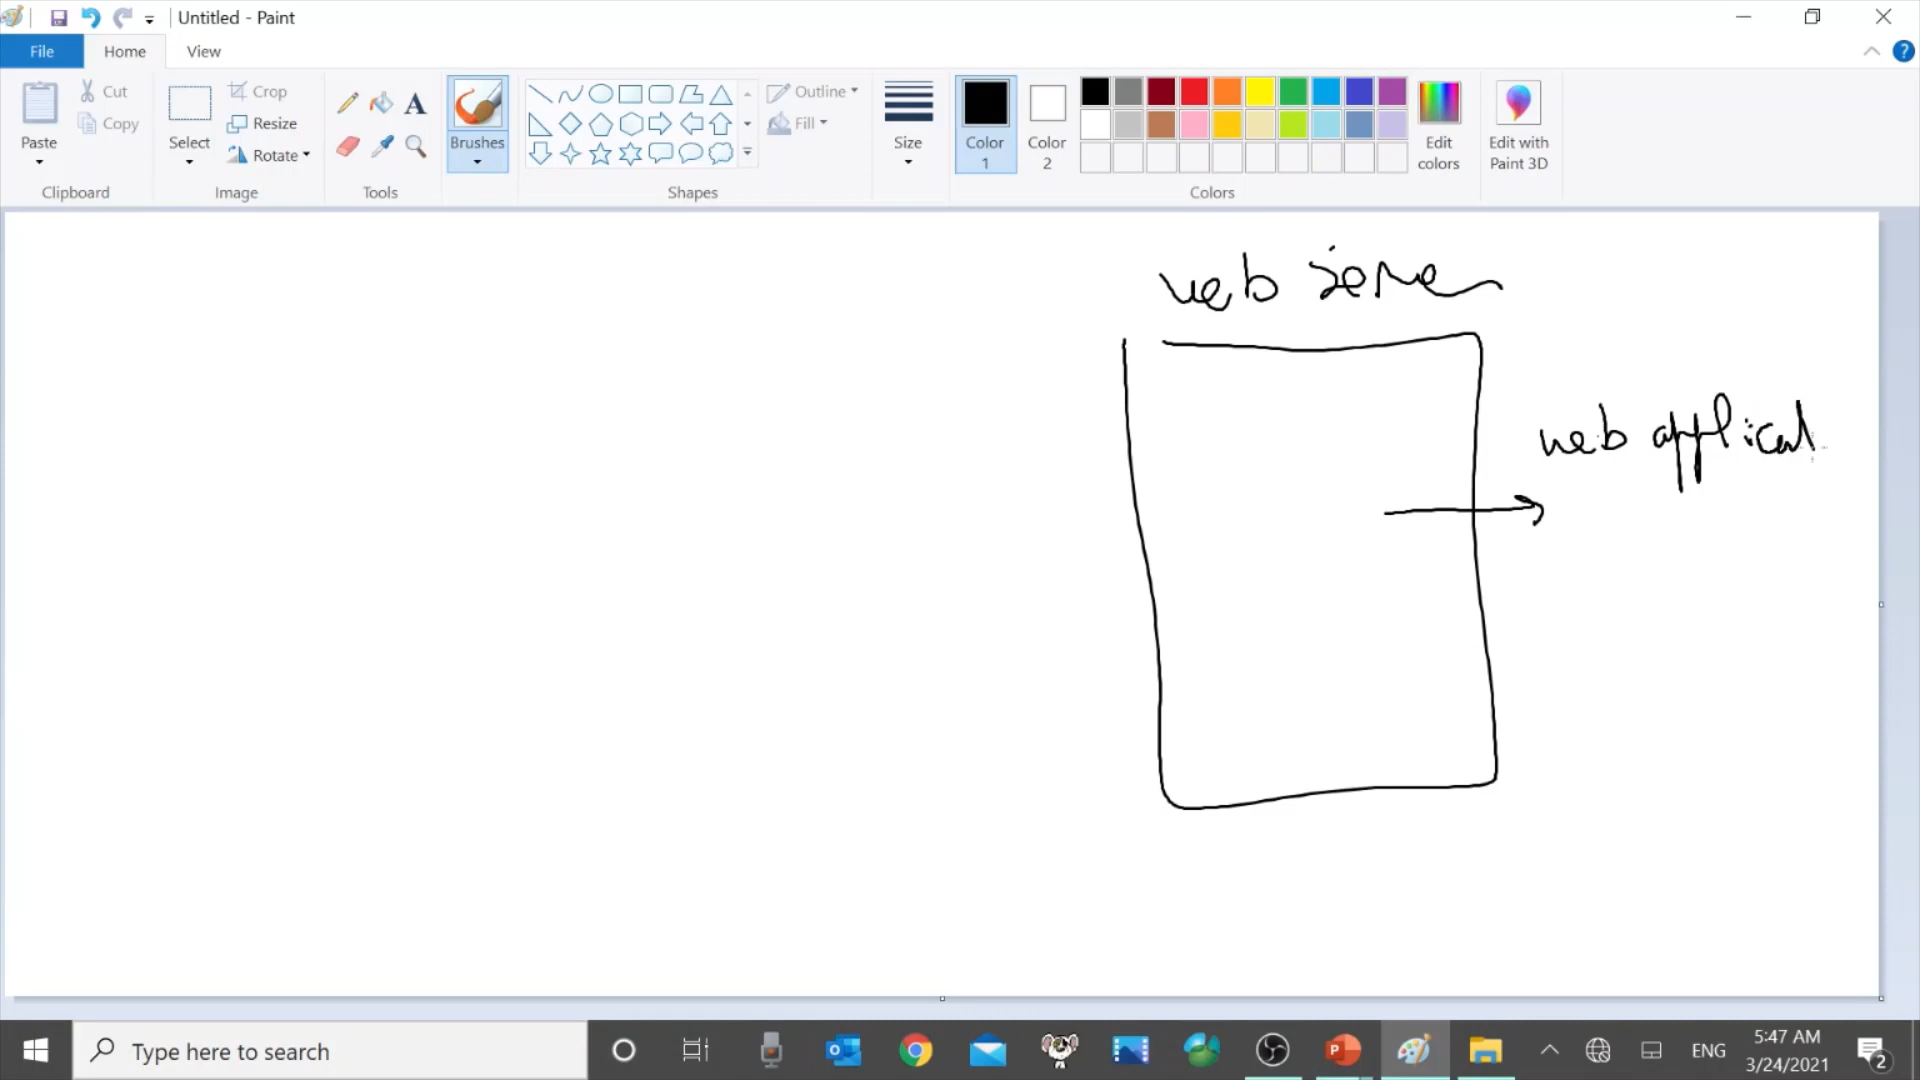 Untitled - Paint
File Home View
Cut Crop Outline
Copy Resize Fill
Rotate
Paste Select Brushes Size Color 1 Color 2 Edit colors Edit with Paint 3D
Clipboard Image Tools Shapes Colors
web server
web applicat
Type here to search
P
ENG
5:47 AM
3/24/2021
2